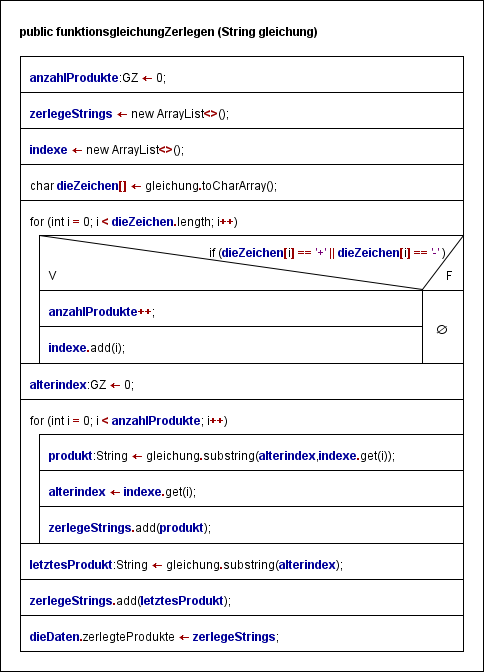 public funktionsgleichungZerlegen (String gleichung)
anzahlProdukte:GZ ← 0;
zerlegeStrings ← new ArrayList<>();
indexe ← new ArrayList<>();
char dieZeichen[] ← gleichung.toCharArray();
for (int i = 0; i < dieZeichen.length; i++)
if (dieZeichen[i] == '+' || dieZeichen[i] == '-' )
V F
anzahlProdukte++;
∅
indexe.add(i);
alterindex:GZ ← 0;
for (int i = 0; i < anzahlProdukte; i++)
produkt:String ← gleichung.substring(alterindex,indexe.get(i));
alterindex ← indexe.get(i);
zerlegeStrings.add(produkt);
letztesProdukt:String ← gleichung.substring(alterindex);
zerlegeStrings.add(letztesProdukt);
dieDaten.zerlegteProdukte ← zerlegeStrings;